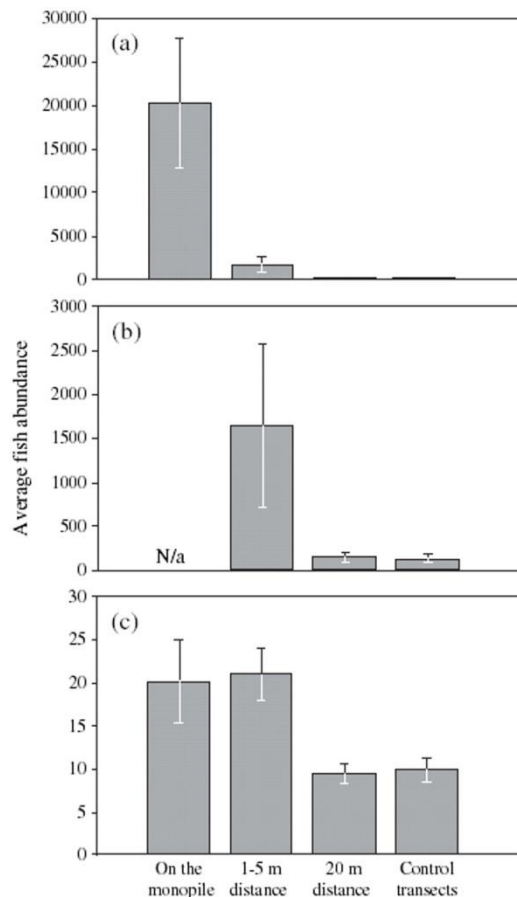 Average fish abundance
(a)
30000
25000
20000
15000
10000
5000
0
(b)
3000
2500
2000
1500
1000
500
0
N/a
(c)
30
25
20
15
10
5
0
On the
monopile
1-5 m
distance
20 m
distance
Control
transects